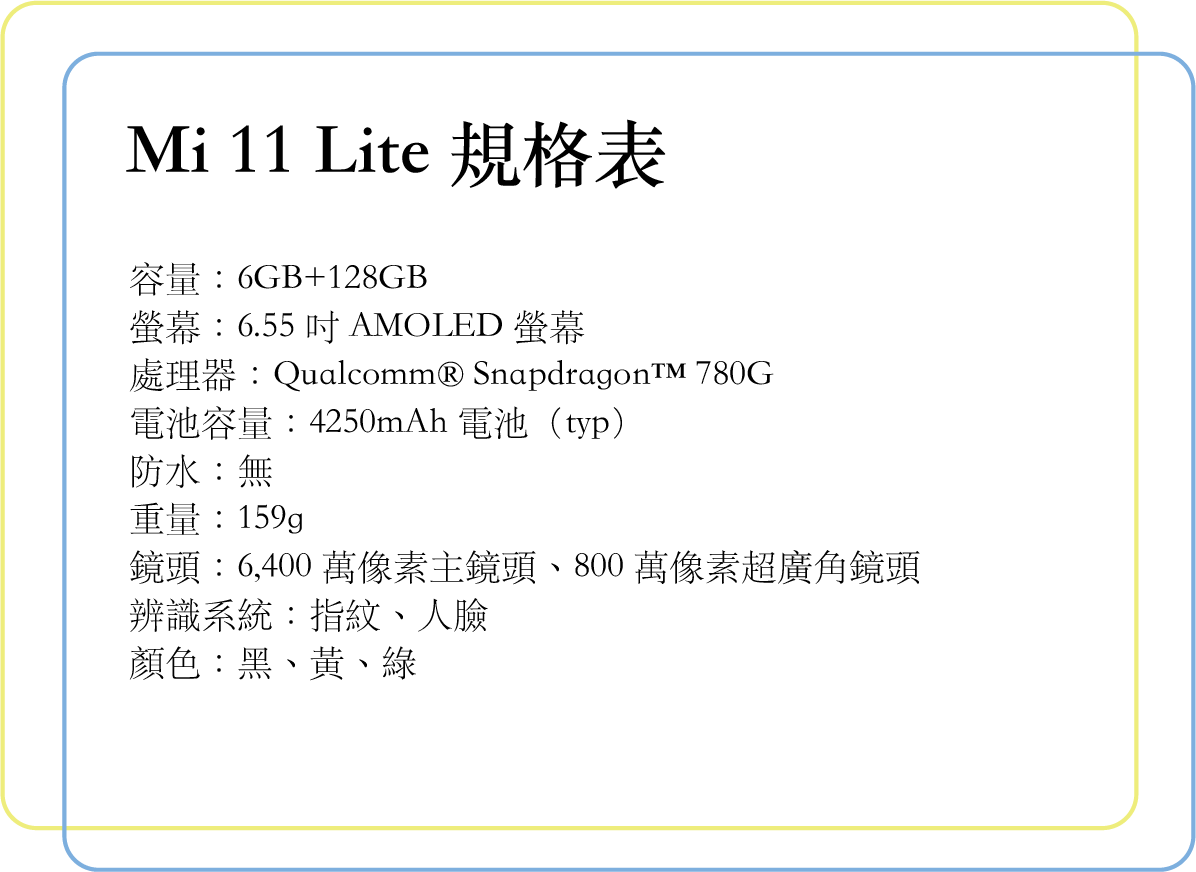 Mi 11 Lite 規格表
容量：6GB+128GB
螢幕：6.55 吋 AMOLED 螢幕
處理器：Qualcomm® Snapdragon™ 780G
電池容量：4250mAh 電池（typ）
防水：無
重量：159g
鏡頭：6,400 萬像素主鏡頭、800 萬像素超廣角鏡頭
辨識系統：指紋、人臉
顏色：黑、黃、綠